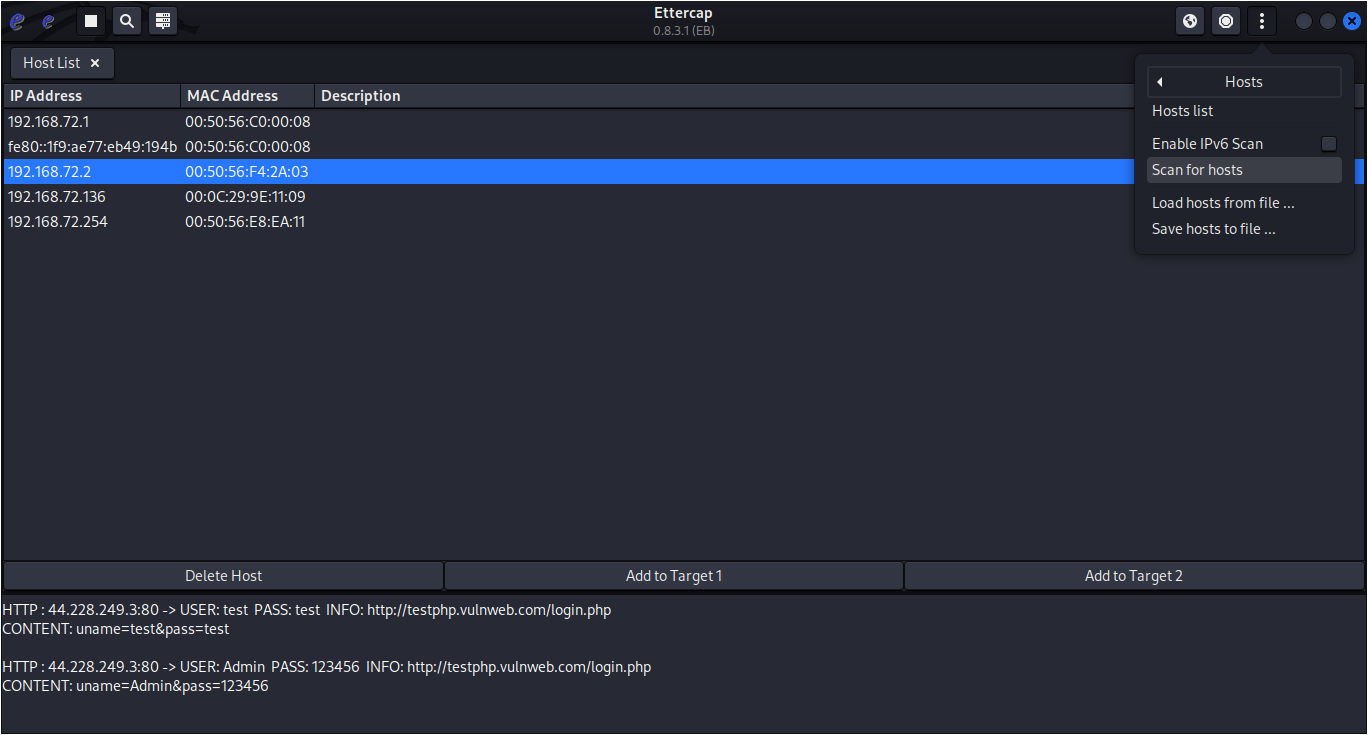 Ettercap
0.8.3.1 (EB)
Host List
IP Address MAC Address Description
192.168.72.1 00:50:56:C0:00:08
fe80::1f9:ae77:eb49:194b 00:50:56:C0:00:08
192.168.72.2 00:50:56:F4:2A:03
192.168.72.136 00:0C:29:9E:11:09
192.168.72.254 00:50:56:E8:EA:11
Hosts
Hosts list
Enable IPv6 Scan
Scan for hosts
Load hosts from file ...
Save hosts to file ...
Delete Host Add to Target 1 Add to Target 2
HTTP : 44.228.249.3:80 -> USER: test PASS: test INFO: http://testphp.vulnweb.com/login.php
CONTENT: uname=test&pass=test
HTTP : 44.228.249.3:80 -> USER: Admin PASS: 123456 INFO: http://testphp.vulnweb.com/login.php
CONTENT: uname=Admin&pass=123456